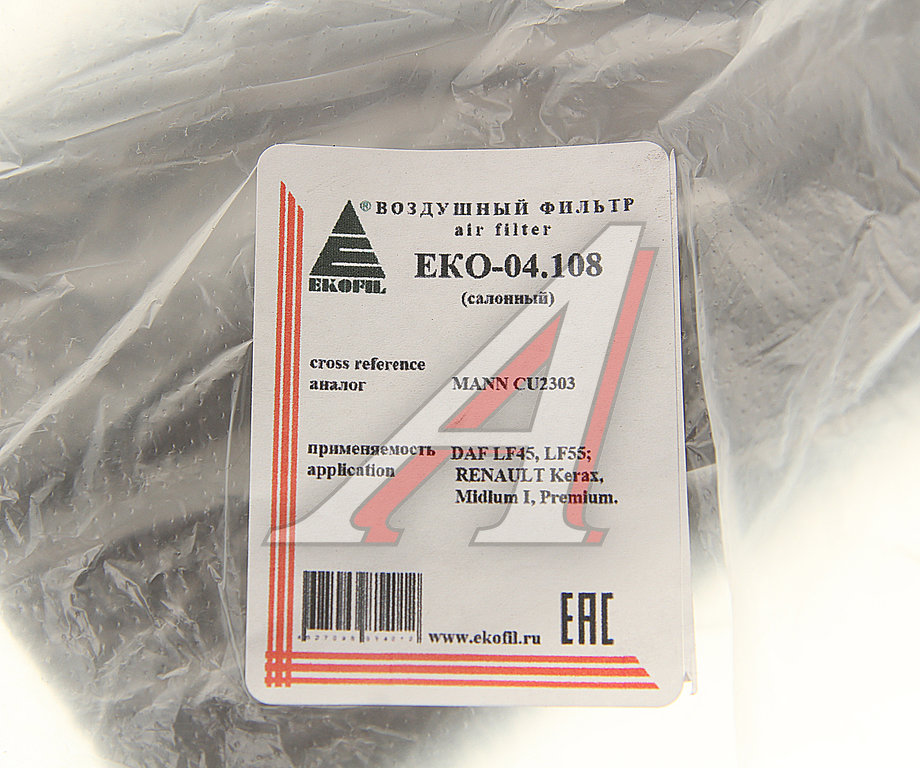 ® ВОЗДУШНЫЙ ФИЛЬТР
air filter
EKOFIL
ЕКО-04.108
(салонный)
cross reference
аналог MANN CU2303
применяемость DAF LF45, LF55;
application RENAULT Kerax,
Midlum I, Premium.
www.ekofil.ru
EAC